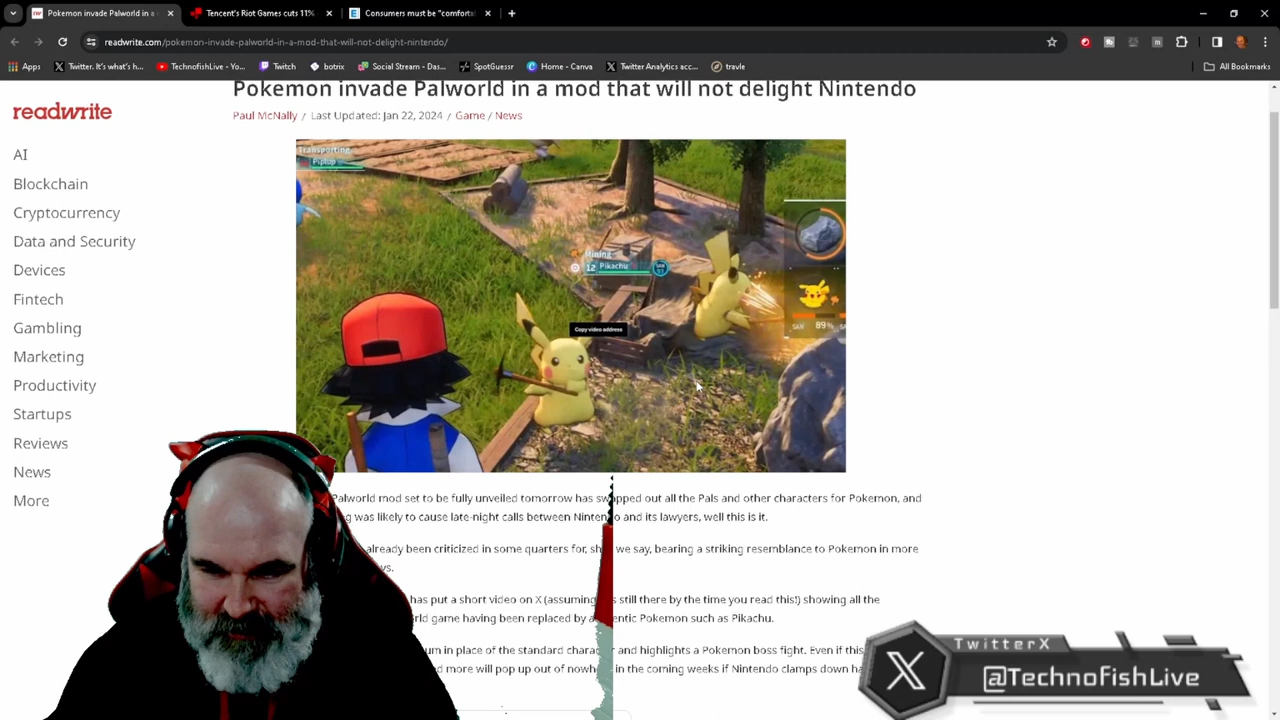 Pokemon invade Palworld in a
Tencent's Riot Games cuts 11%
Consumers must be "comforta
readwrite.com/pokemon-invade-palworld-in-a-mod-that-will-not-delight-nintendo/
Apps
Twitter. It's what's h...
TechnofishLive - Yo...
Twitch
botrix
Social Stream - Das...
SpotGuessr
Home - Canva
Twitter Analytics acc...
travle
All Bookmarks
Pokemon invade Palworld in a mod that will not delight Nintendo
readwrite
Paul McNally / Last Updated: Jan 22, 2024 / Game / News
AI
Blockchain
Cryptocurrency
Data and Security
Devices
Fintech
Gambling
Marketing
Productivity
Startups
Reviews
News
More
Transporting
Piplup
Mining
12 Pikachu
Copy video address
SAN 89%
Palworld mod set to be fully unveiled tomorrow has swapped out all the Pals and other characters for Pokemon, and
was likely to cause late-night calls between Nintendo and its lawyers, well this is it.
already been criticized in some quarters for, shall we say, bearing a striking resemblance to Pokemon in more
has put a short video on X (assuming it's still there by the time you read this!) showing all the
game having been replaced by authentic Pokemon such as Pikachu.
in place of the standard character and highlights a Pokemon boss fight. Even if this
more will pop up out of nowhere in the coming weeks if Nintendo clamps down
TwitterX
X
@TechnofishLive